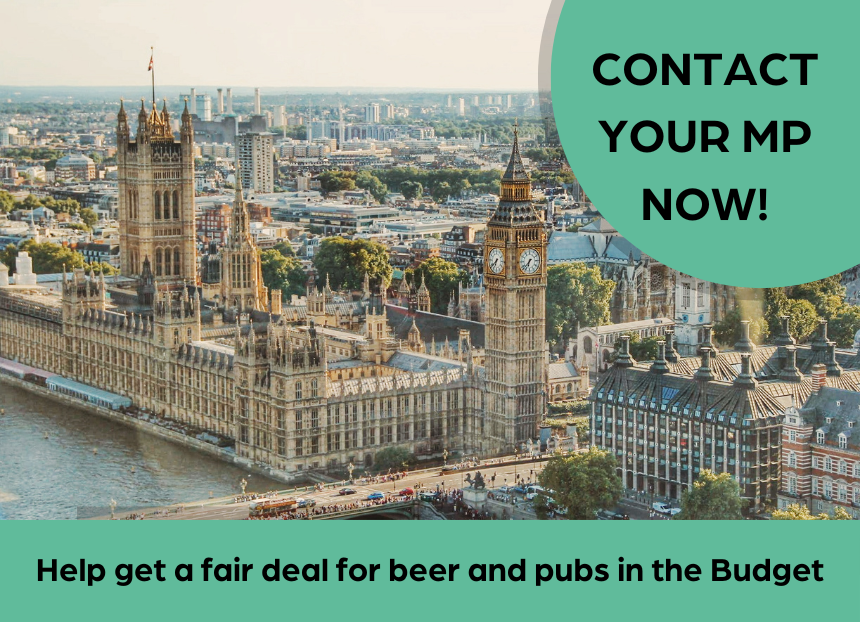 CONTACT
YOUR MP
NOW!
Help get a fair deal for beer and pubs in the Budget